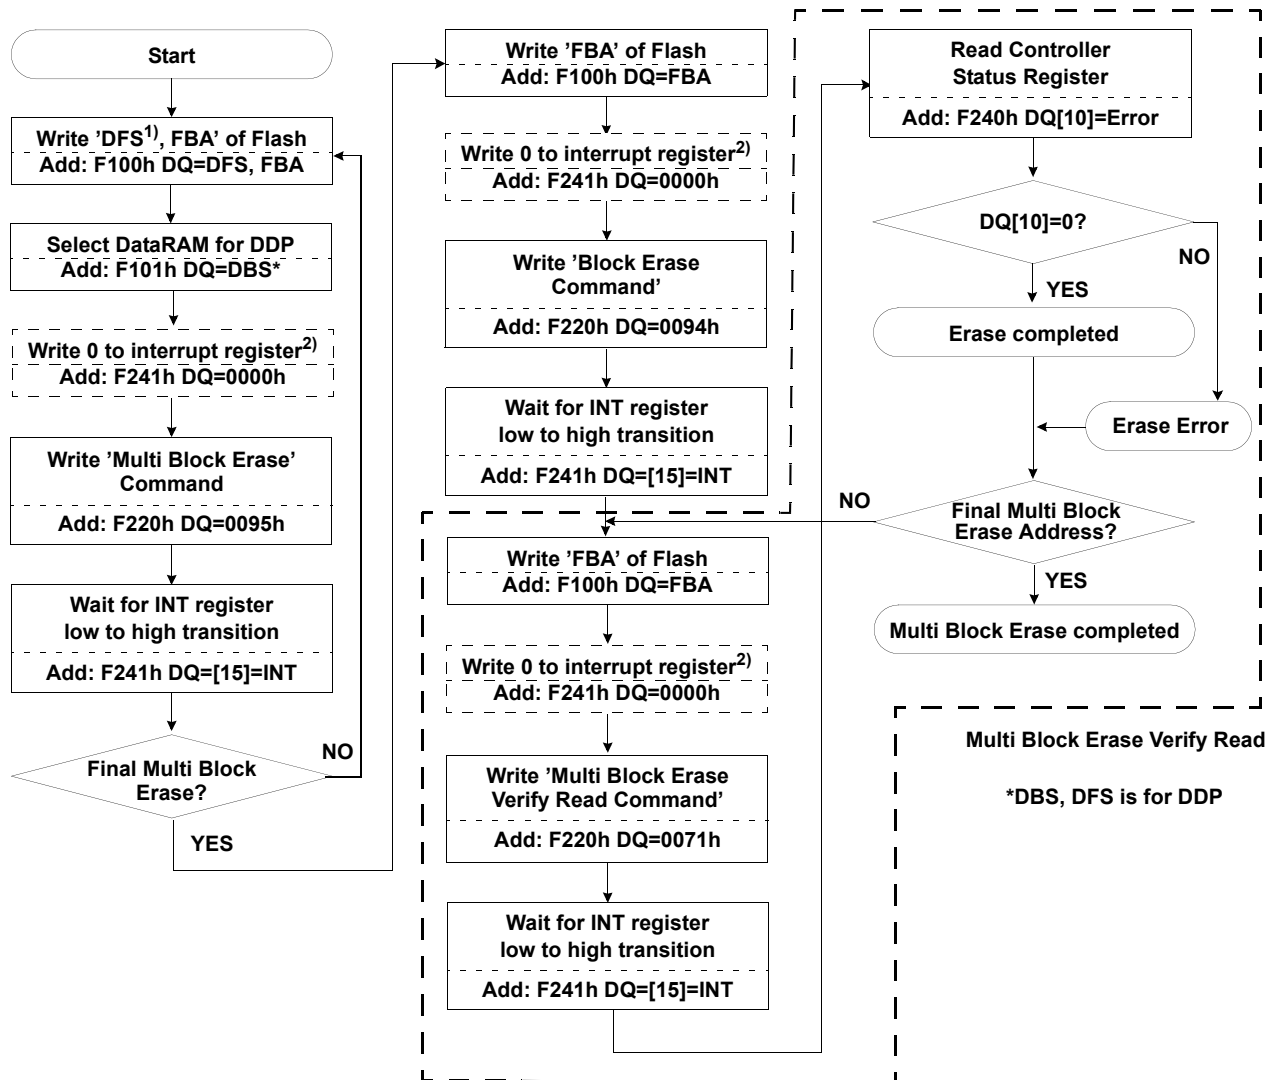 Start
Write ’DFS1), FBA’ of Flash
Add: F100h DQ=DFS, FBA
Select DataRAM for DDP
Add: F101h DQ=DBS*
Write 0 to interrupt register2)
Add: F241h DQ=0000h
Write ’Multi Block Erase’
Command
Add: F220h DQ=0095h
Wait for INT register
low to high transition
Add: F241h DQ=[15]=INT
Final Multi Block
Erase?
NO
YES
Write ’FBA’ of Flash
Add: F100h DQ=FBA
Write 0 to interrupt register2)
Add: F241h DQ=0000h
Write ’Block Erase
Command’
Add: F220h DQ=0094h
Wait for INT register
low to high transition
Add: F241h DQ=[15]=INT
Write ’FBA’ of Flash
Add: F100h DQ=FBA
Write 0 to interrupt register2)
Add: F241h DQ=0000h
Write ’Multi Block Erase
Verify Read Command’
Add: F220h DQ=0071h
Wait for INT register
low to high transition
Add: F241h DQ=[15]=INT
Read Controller
Status Register
Add: F240h DQ[10]=Error
DQ[10]=0?
NO
YES
Erase completed
Erase Error
Final Multi Block
Erase Address?
NO
YES
Multi Block Erase completed
Multi Block Erase Verify Read
*DBS, DFS is for DDP